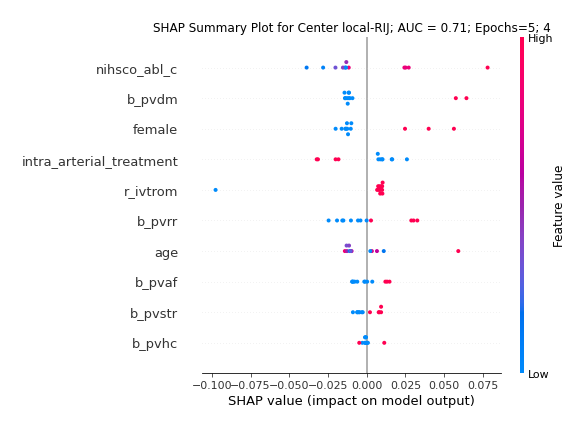 SHAP Summary Plot for Center local-RIJ; AUC = 0.71; Epochs=5; 4
High
nihsco_abl_c
b_pvdm
female
intra_arterial_treatment
r_ivtrom
b_pvrr
age
b_pvaf
b_pvstr
b_pvhc
Feature value
Low
−0.100 −0.075 −0.050 −0.025 0.000 0.025 0.050 0.075
SHAP value (impact on model output)